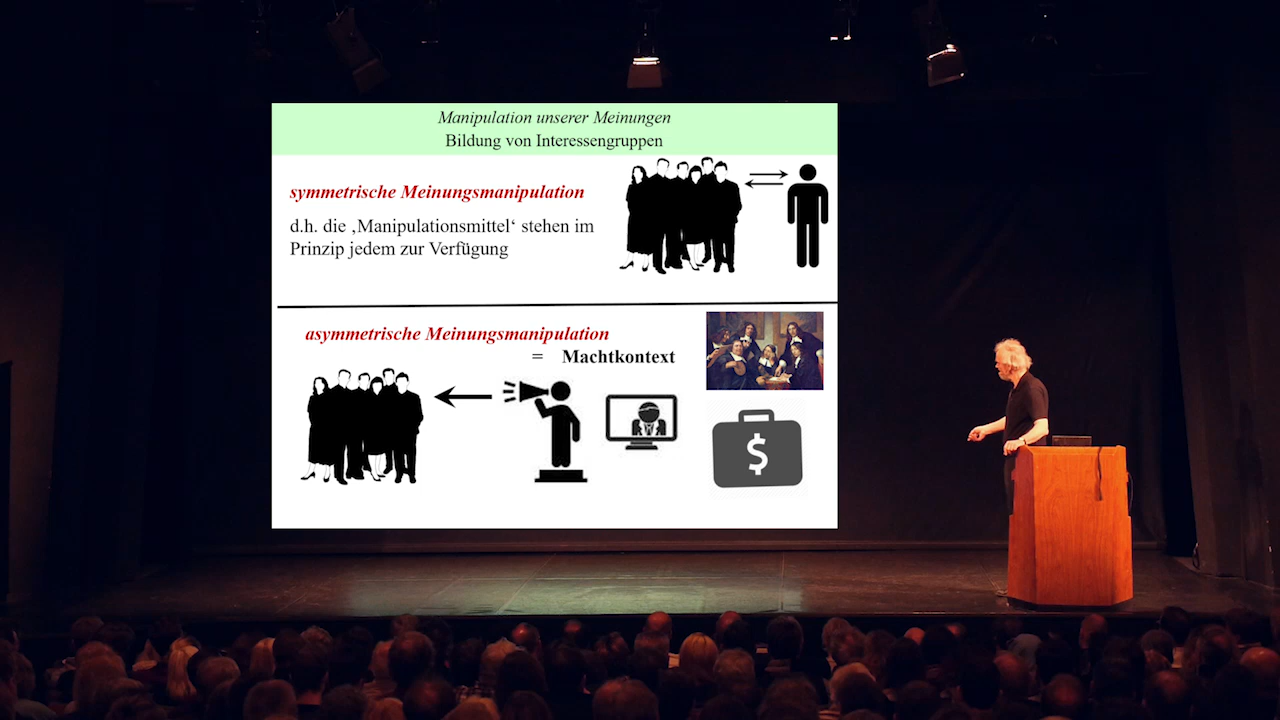 Manipulation unserer Meinungen
Bildung von Interessengruppen
symmetrische Meinungsmanipulation
d.h. die ‚Manipulationsmittel‘ stehen im
Prinzip jedem zur Verfügung
asymmetrische Meinungsmanipulation
= Machtkontext
$